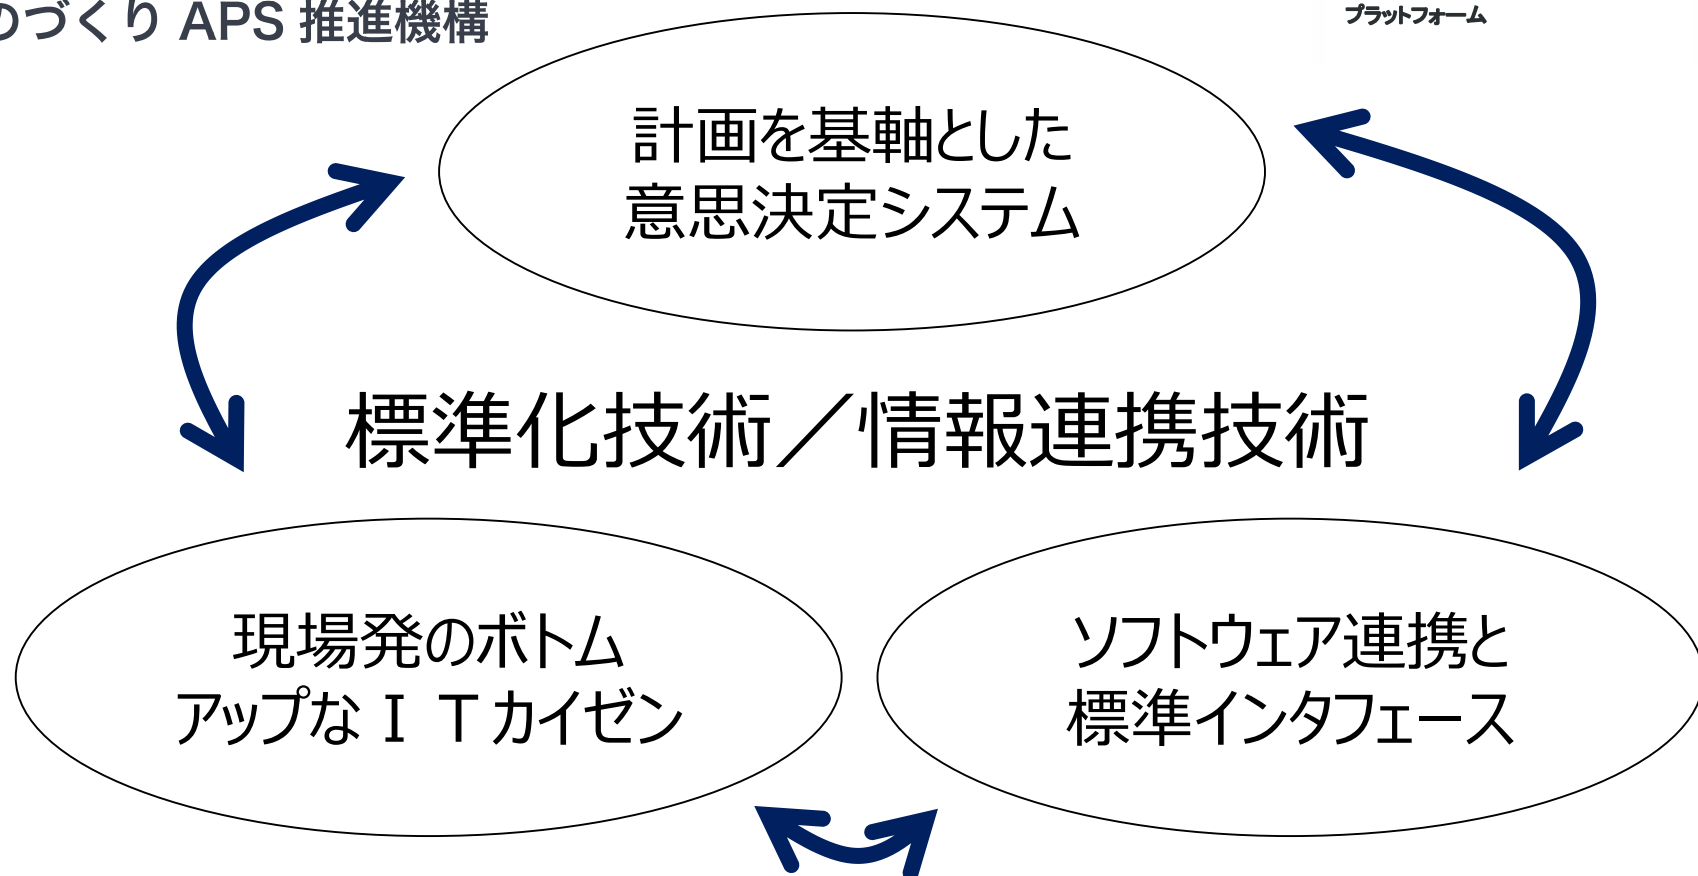 のづくり APS 推進機構
プラットフォーム
計画を基軸とした
意思決定システム
標準化技術／情報連携技術
現場発のボトム
アップなＩＴカイゼン
ソフトウェア連携と
標準インタフェース